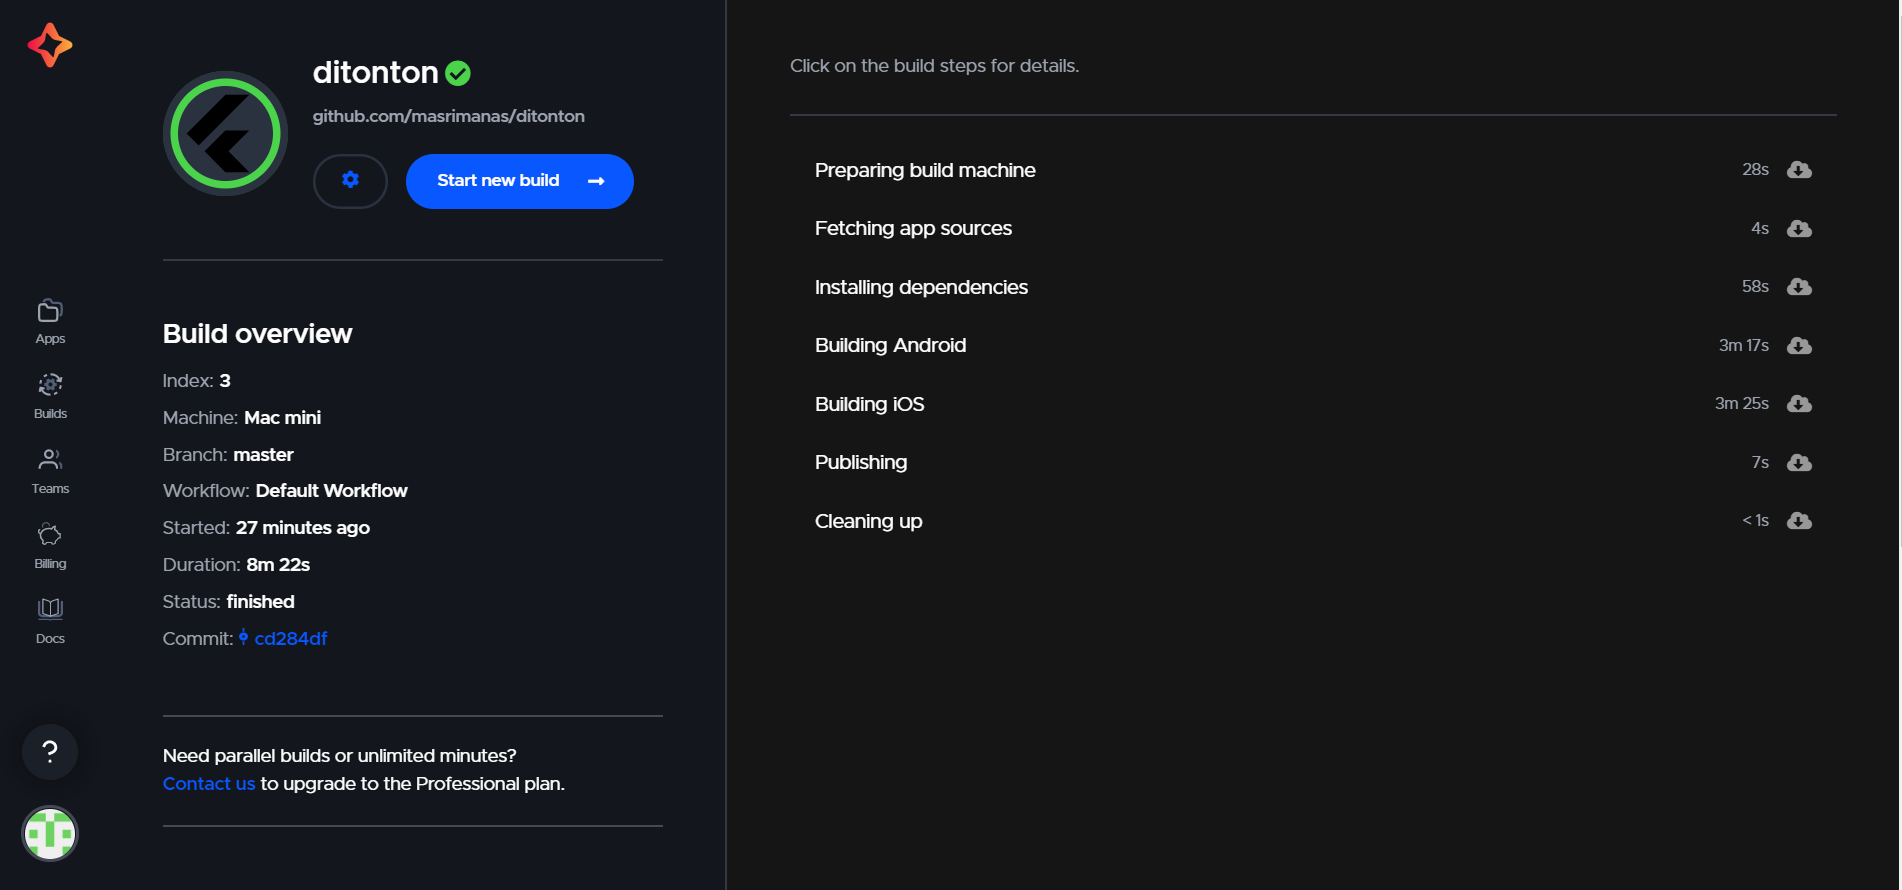 ditonton
github.com/masrimanas/ditonton
Start new build
Apps
Builds
Teams
Billing
Docs
?
Build overview
Index: 3
Machine: Mac mini
Branch: master
Workflow: Default Workflow
Started: 27 minutes ago
Duration: 8m 22s
Status: finished
Commit: cd284df
Need parallel builds or unlimited minutes?
Contact us to upgrade to the Professional plan.
Click on the build steps for details.
Preparing build machine 28s
Fetching app sources 4s
Installing dependencies 58s
Building Android 3m 17s
Building iOS 3m 25s
Publishing 7s
Cleaning up < 1s